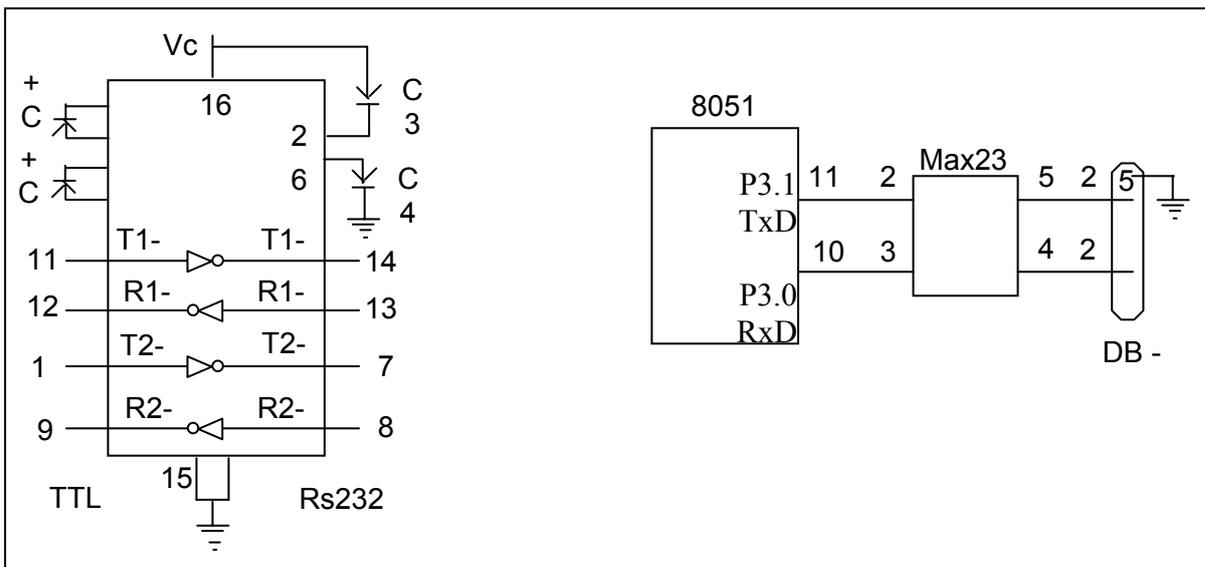 Vc
+
C
16
C
3
2
+
C
6
C
4
11
T1-
T1-
14
12
R1-
R1-
13
1
T2-
T2-
7
9
R2-
R2-
8
15
TTL
Rs232
8051
Max23
P3.1
11
2
5
2
5
TxD
10
3
4
2
P3.0
RxD
DB -